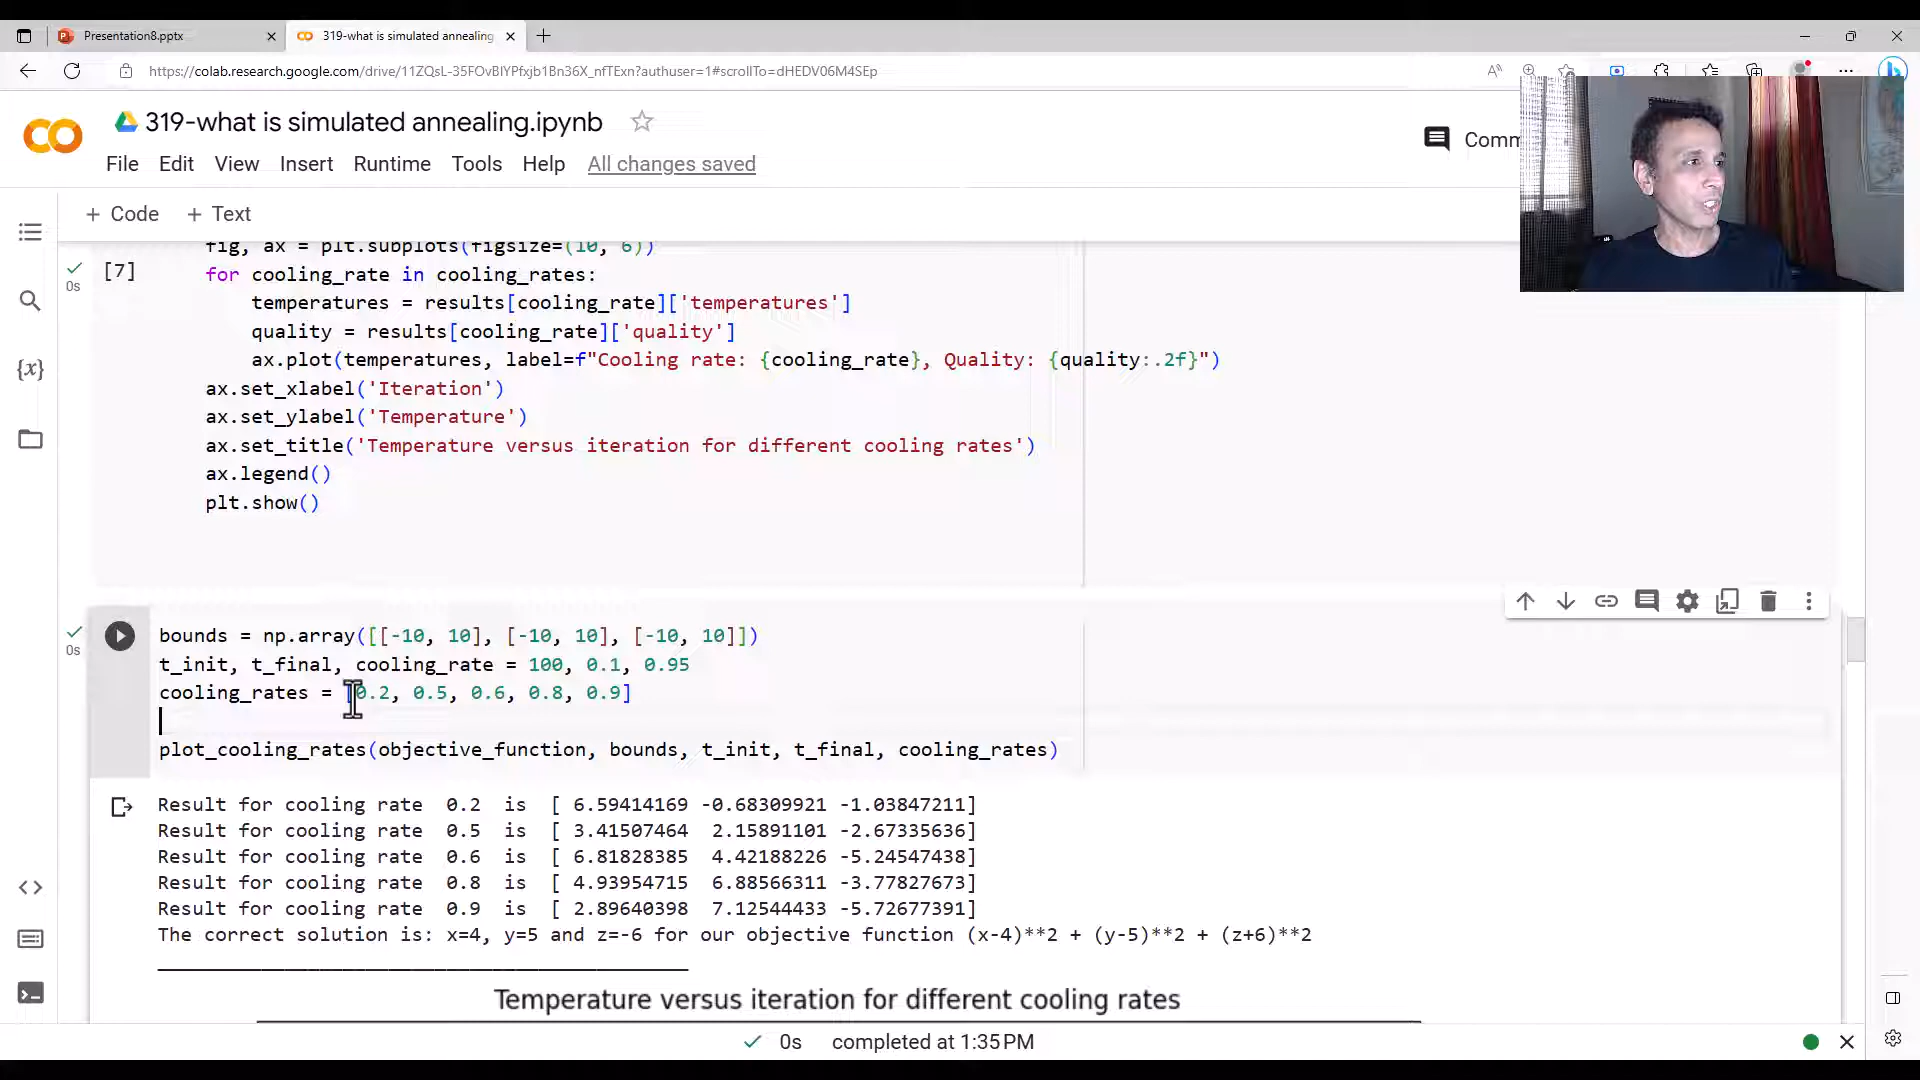 Presentation8.pptx
319-what is simulated annealing
https://colab.research.google.com/drive/11ZQsL-35FOvBlYPfxjb1Bn36X_nfTExn?authuser=1#scrollTo=dHEDV06M4SEp
319-what is simulated annealing.ipynb
Comm
File Edit View Insert Runtime Tools Help All changes saved
+ Code + Text
fig, ax = plt.subplots(figsize=(10, 6))
[7] for cooling_rate in cooling_rates:
0s
temperatures = results[cooling_rate]['temperatures']
quality = results[cooling_rate]['quality']
ax.plot(temperatures, label=f"Cooling rate: {cooling_rate}, Quality: {quality:.2f}")
ax.set_xlabel('Iteration')
ax.set_ylabel('Temperature')
ax.set_title('Temperature versus iteration for different cooling rates')
ax.legend()
plt.show()
bounds = np.array([[-10, 10], [-10, 10], [-10, 10]])
0s
t_init, t_final, cooling_rate = 100, 0.1, 0.95
cooling_rates = [0.2, 0.5, 0.6, 0.8, 0.9]
plot_cooling_rates(objective_function, bounds, t_init, t_final, cooling_rates)
Result for cooling rate 0.2 is [ 6.59414169 -0.68309921 -1.03847211]
Result for cooling rate 0.5 is [ 3.41507464 2.15891101 -2.67335636]
Result for cooling rate 0.6 is [ 6.81828385 4.42188226 -5.24547438]
Result for cooling rate 0.8 is [ 4.93954715 6.88566311 -3.77827673]
Result for cooling rate 0.9 is [ 2.89640398 7.12544433 -5.72677391]
The correct solution is: x=4, y=5 and z=-6 for our objective function (x-4)**2 + (y-5)**2 + (z+6)**2
Temperature versus iteration for different cooling rates
0s completed at 1:35 PM